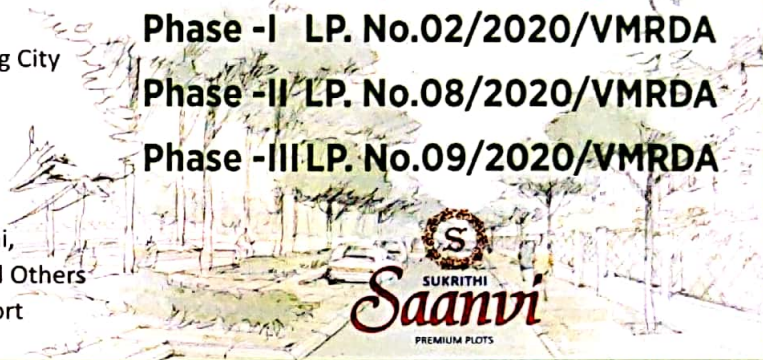 Phase -I LP. No.02/2020/VMRDA
g City
Phase -II LP. No.08/2020/VMRDA
Phase -III LP. No.09/2020/VMRDA
i,
l Others
ort
S
SUKRITHI
Saanvi
PREMIUM PLOTS